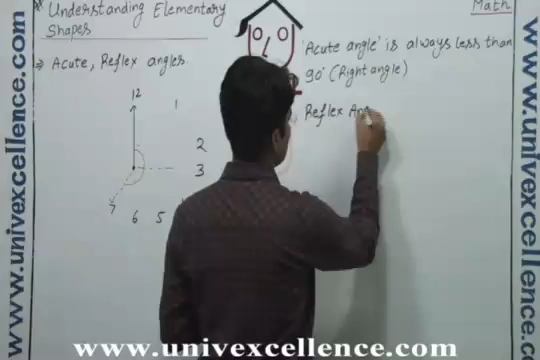 Understanding Elementary
Shapes
Math
⇒ Acute, Reflex angles
'Acute angle' is always less than
90° (Right angle)
Reflex Ang
12
1
2
3
5
6
7
www.univexcellence.com
www.univexcellence.com
www.univexcellence.com